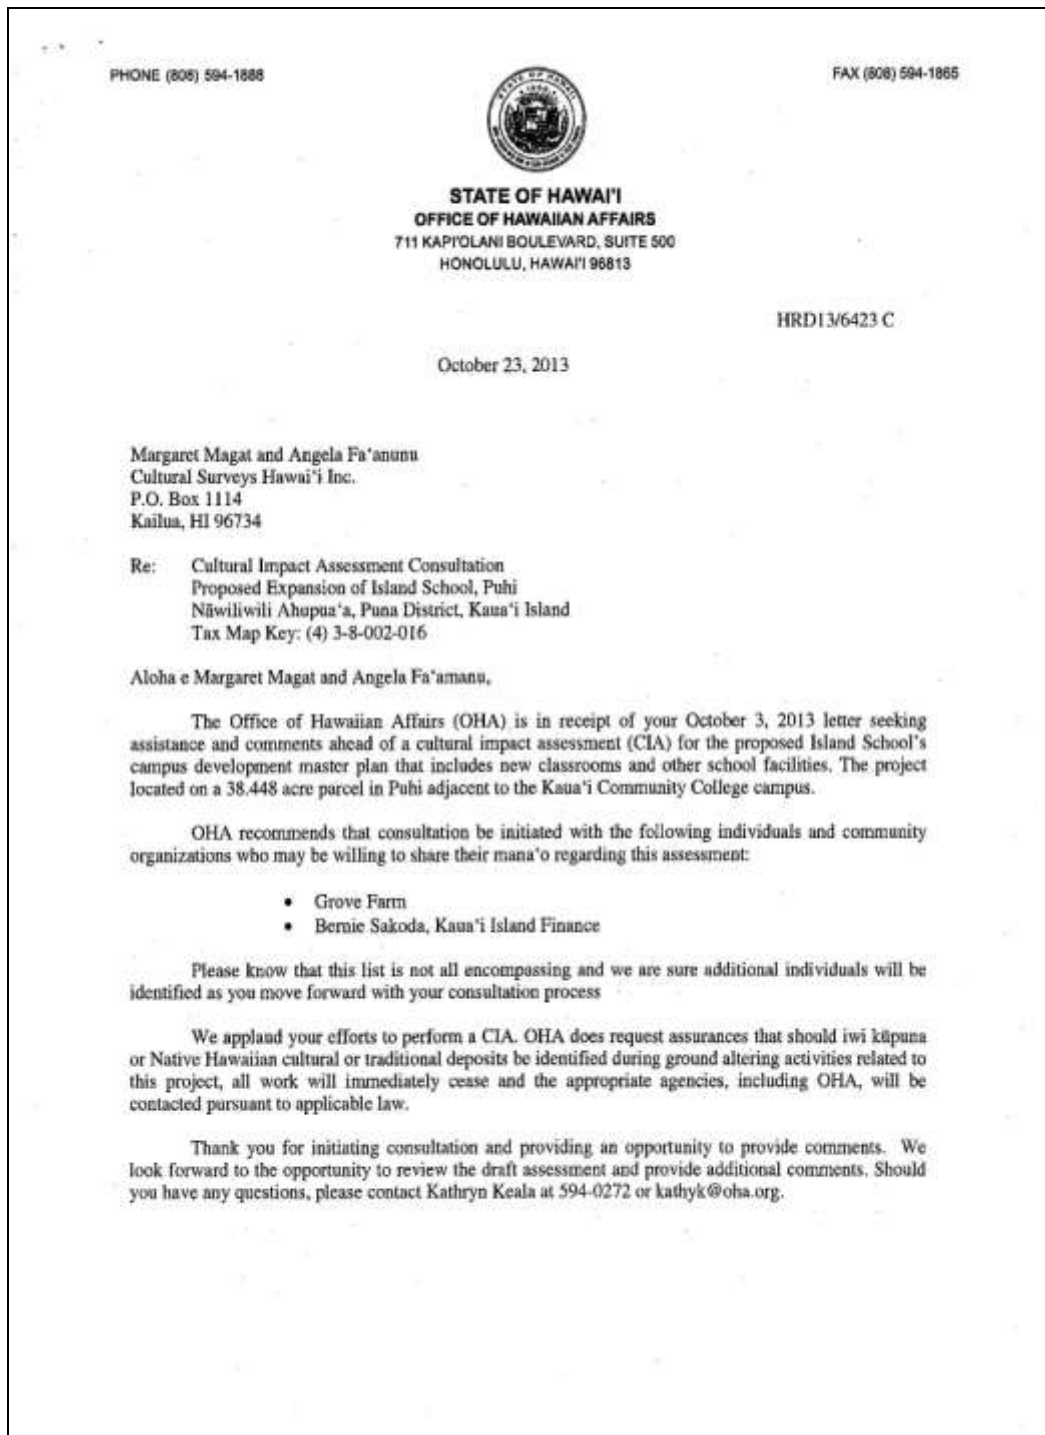 PHONE (808) 594-1888
FAX (808) 594-1865
STATE OF HAWAI'I
OFFICE OF HAWAIIAN AFFAIRS
711 KAPI'OLANI BOULEVARD, SUITE 500
HONOLULU, HAWAI'I 96813
HRD13/6423 C
October 23, 2013
Margaret Magat and Angela Fa‘anunu
Cultural Surveys Hawai‘i Inc.
P.O. Box 1114
Kailua, HI 96734
Re: Cultural Impact Assessment Consultation
Proposed Expansion of Island School, Puhi
Nāwiliwili Ahupua‘a, Puna District, Kaua‘i Island
Tax Map Key: (4) 3-8-002-016
Aloha e Margaret Magat and Angela Fa‘amanu,
The Office of Hawaiian Affairs (OHA) is in receipt of your October 3, 2013 letter seeking
assistance and comments ahead of a cultural impact assessment (CIA) for the proposed Island School's
campus development master plan that includes new classrooms and other school facilities. The project
located on a 38.448 acre parcel in Puhi adjacent to the Kaua‘i Community College campus.
OHA recommends that consultation be initiated with the following individuals and community
organizations who may be willing to share their mana‘o regarding this assessment:
• Grove Farm
• Bernie Sakoda, Kaua‘i Island Finance
Please know that this list is not all encompassing and we are sure additional individuals will be
identified as you move forward with your consultation process
We applaud your efforts to perform a CIA. OHA does request assurances that should iwi kūpuna
or Native Hawaiian cultural or traditional deposits be identified during ground altering activities related to
this project, all work will immediately cease and the appropriate agencies, including OHA, will be
contacted pursuant to applicable law.
Thank you for initiating consultation and providing an opportunity to provide comments. We
look forward to the opportunity to review the draft assessment and provide additional comments. Should
you have any questions, please contact Kathryn Keala at 594-0272 or kathyk@oha.org.